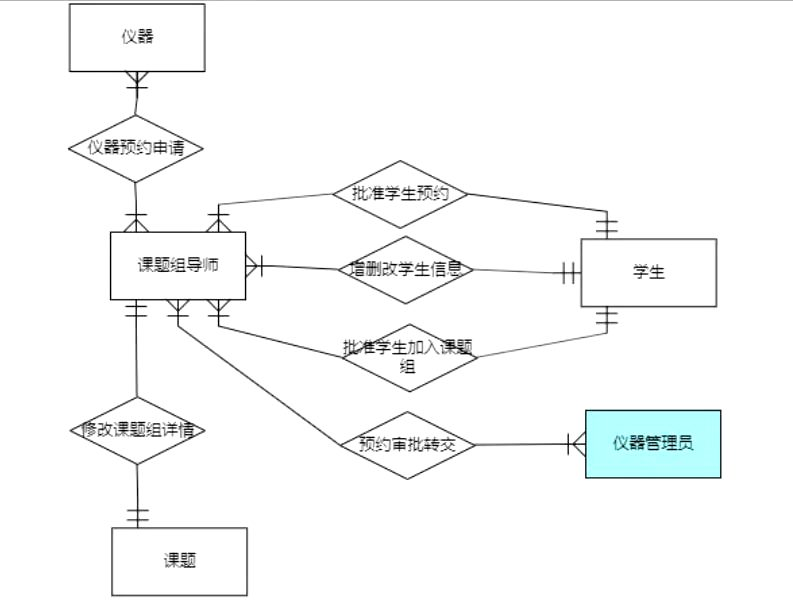 仪器
仪器预约申请
批准学生预约
课题组导师
增删改学生信息
学生
批准学生加入课题
组
修改课题组详情
预约审批转交
仪器管理员
课题